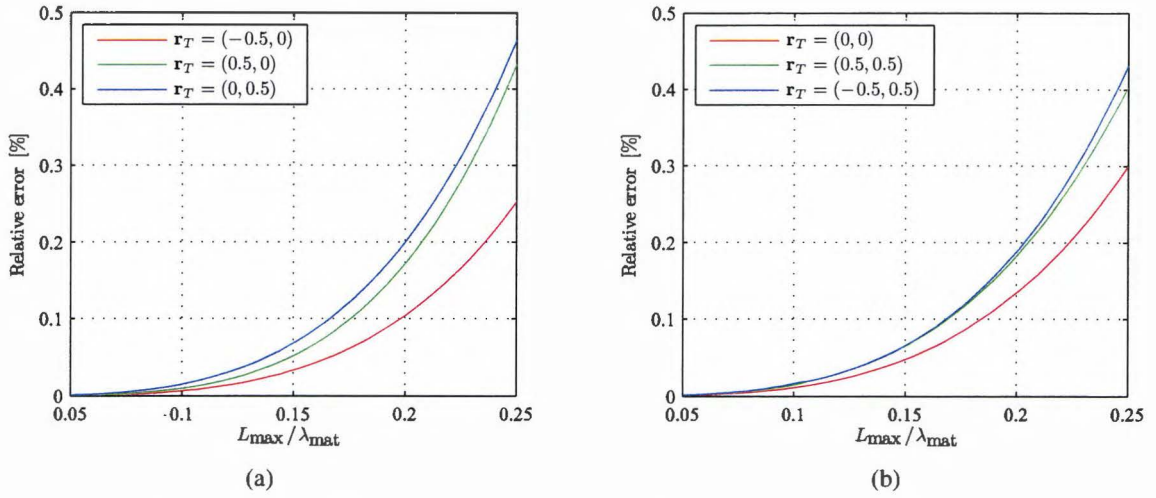 0.5
0.4
0.3
0.2
0.1
0
Relative error [%]
r_T = (−0.5, 0)
r_T = (0.5, 0)
r_T = (0, 0.5)
0.05 0.1 0.15 0.2 0.25
L_max/λ_mat
(a)
0.5
0.4
0.3
0.2
0.1
0
Relative error [%]
r_T = (0, 0)
r_T = (0.5, 0.5)
r_T = (−0.5, 0.5)
0.05 0.1 0.15 0.2 0.25
L_max/λ_mat
(b)